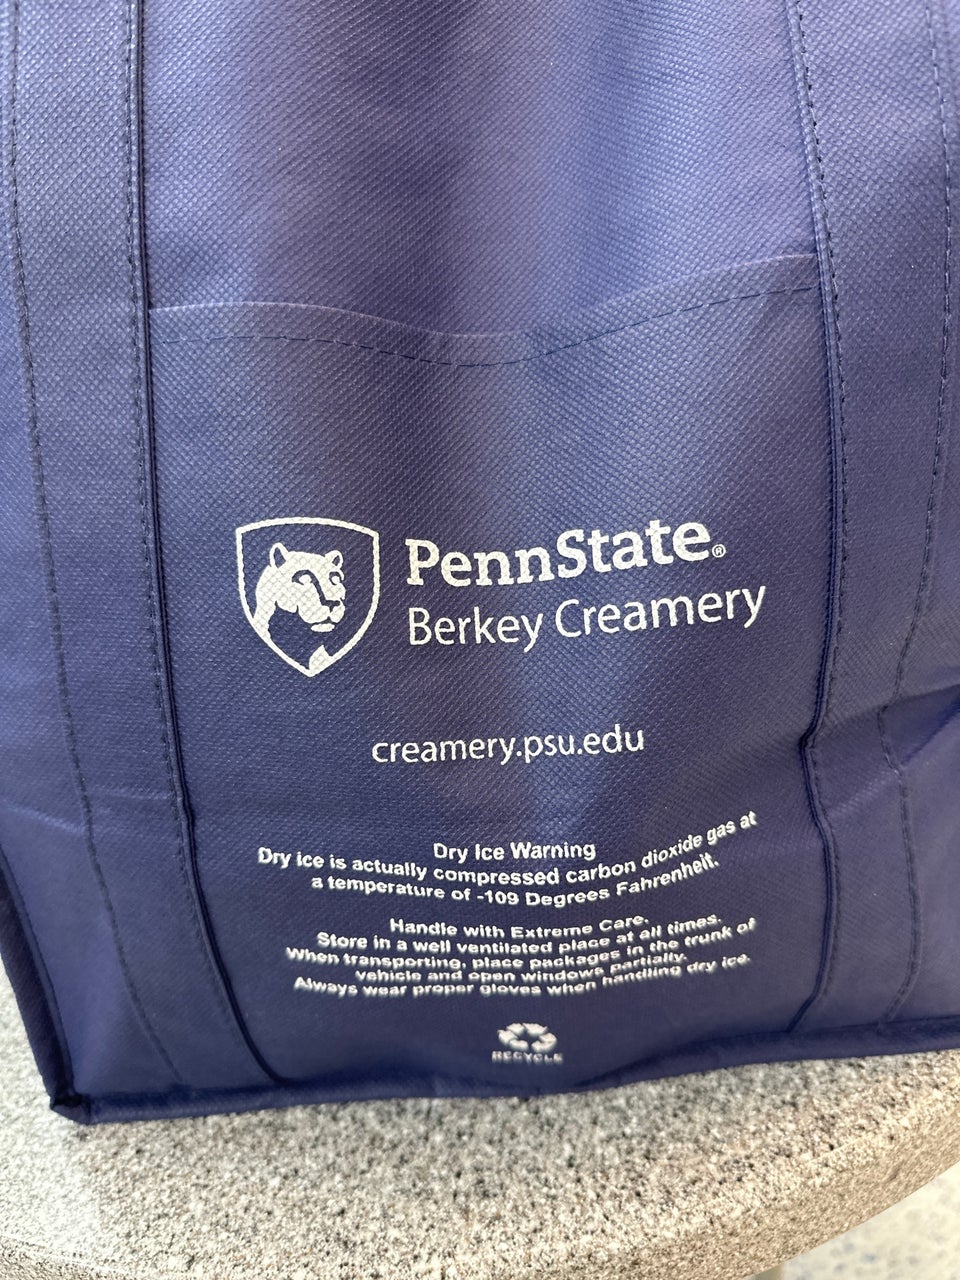 PennState®
Berkey Creamery
creamery.psu.edu
Dry Ice Warning
Dry Ice is actually compressed carbon dioxide gas at
a temperature of -109 Degrees Fahrenheit.
Handle with Extreme Care.
Store in a well ventilated place at all times.
When transporting, place packages in the trunk of
vehicle and open windows partially.
Always wear proper gloves when handling dry ice.
RECYCLE